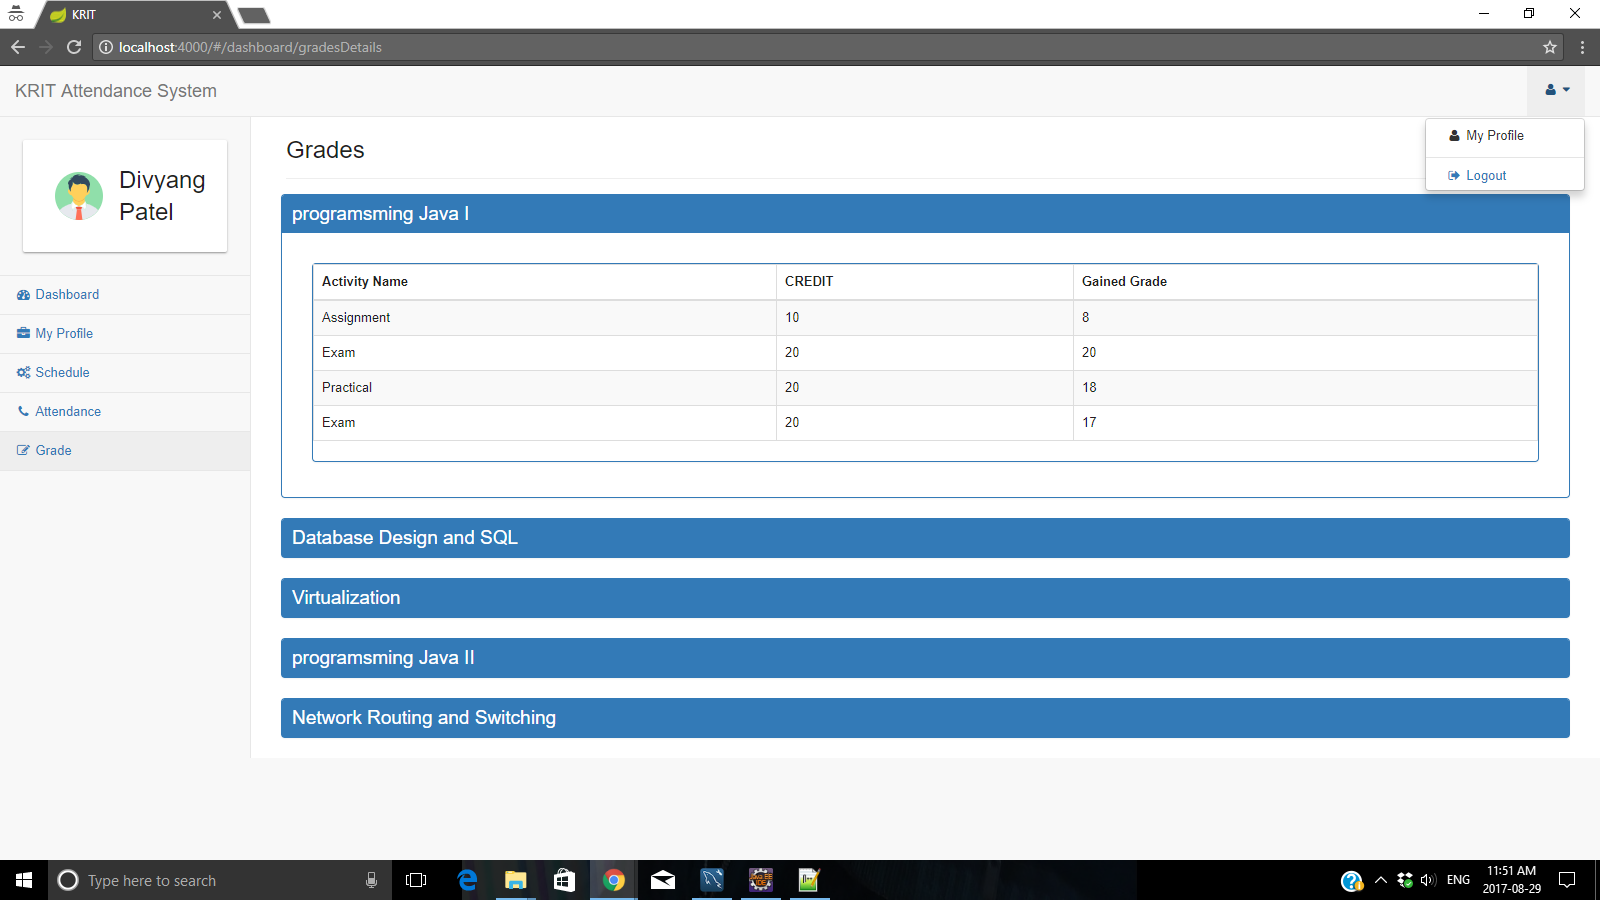 KRIT
localhost:4000/#/dashboard/gradesDetails
KRIT Attendance System
My Profile
Logout
Divyang
Patel
Dashboard
My Profile
Schedule
Attendance
Grade
Grades
programsming Java I
Activity Name CREDIT Gained Grade
Assignment 10 8
Exam 20 20
Practical 20 18
Exam 20 17
Database Design and SQL
Virtualization
programsming Java II
Network Routing and Switching
Type here to search
ENG
11:51 AM
2017-08-29